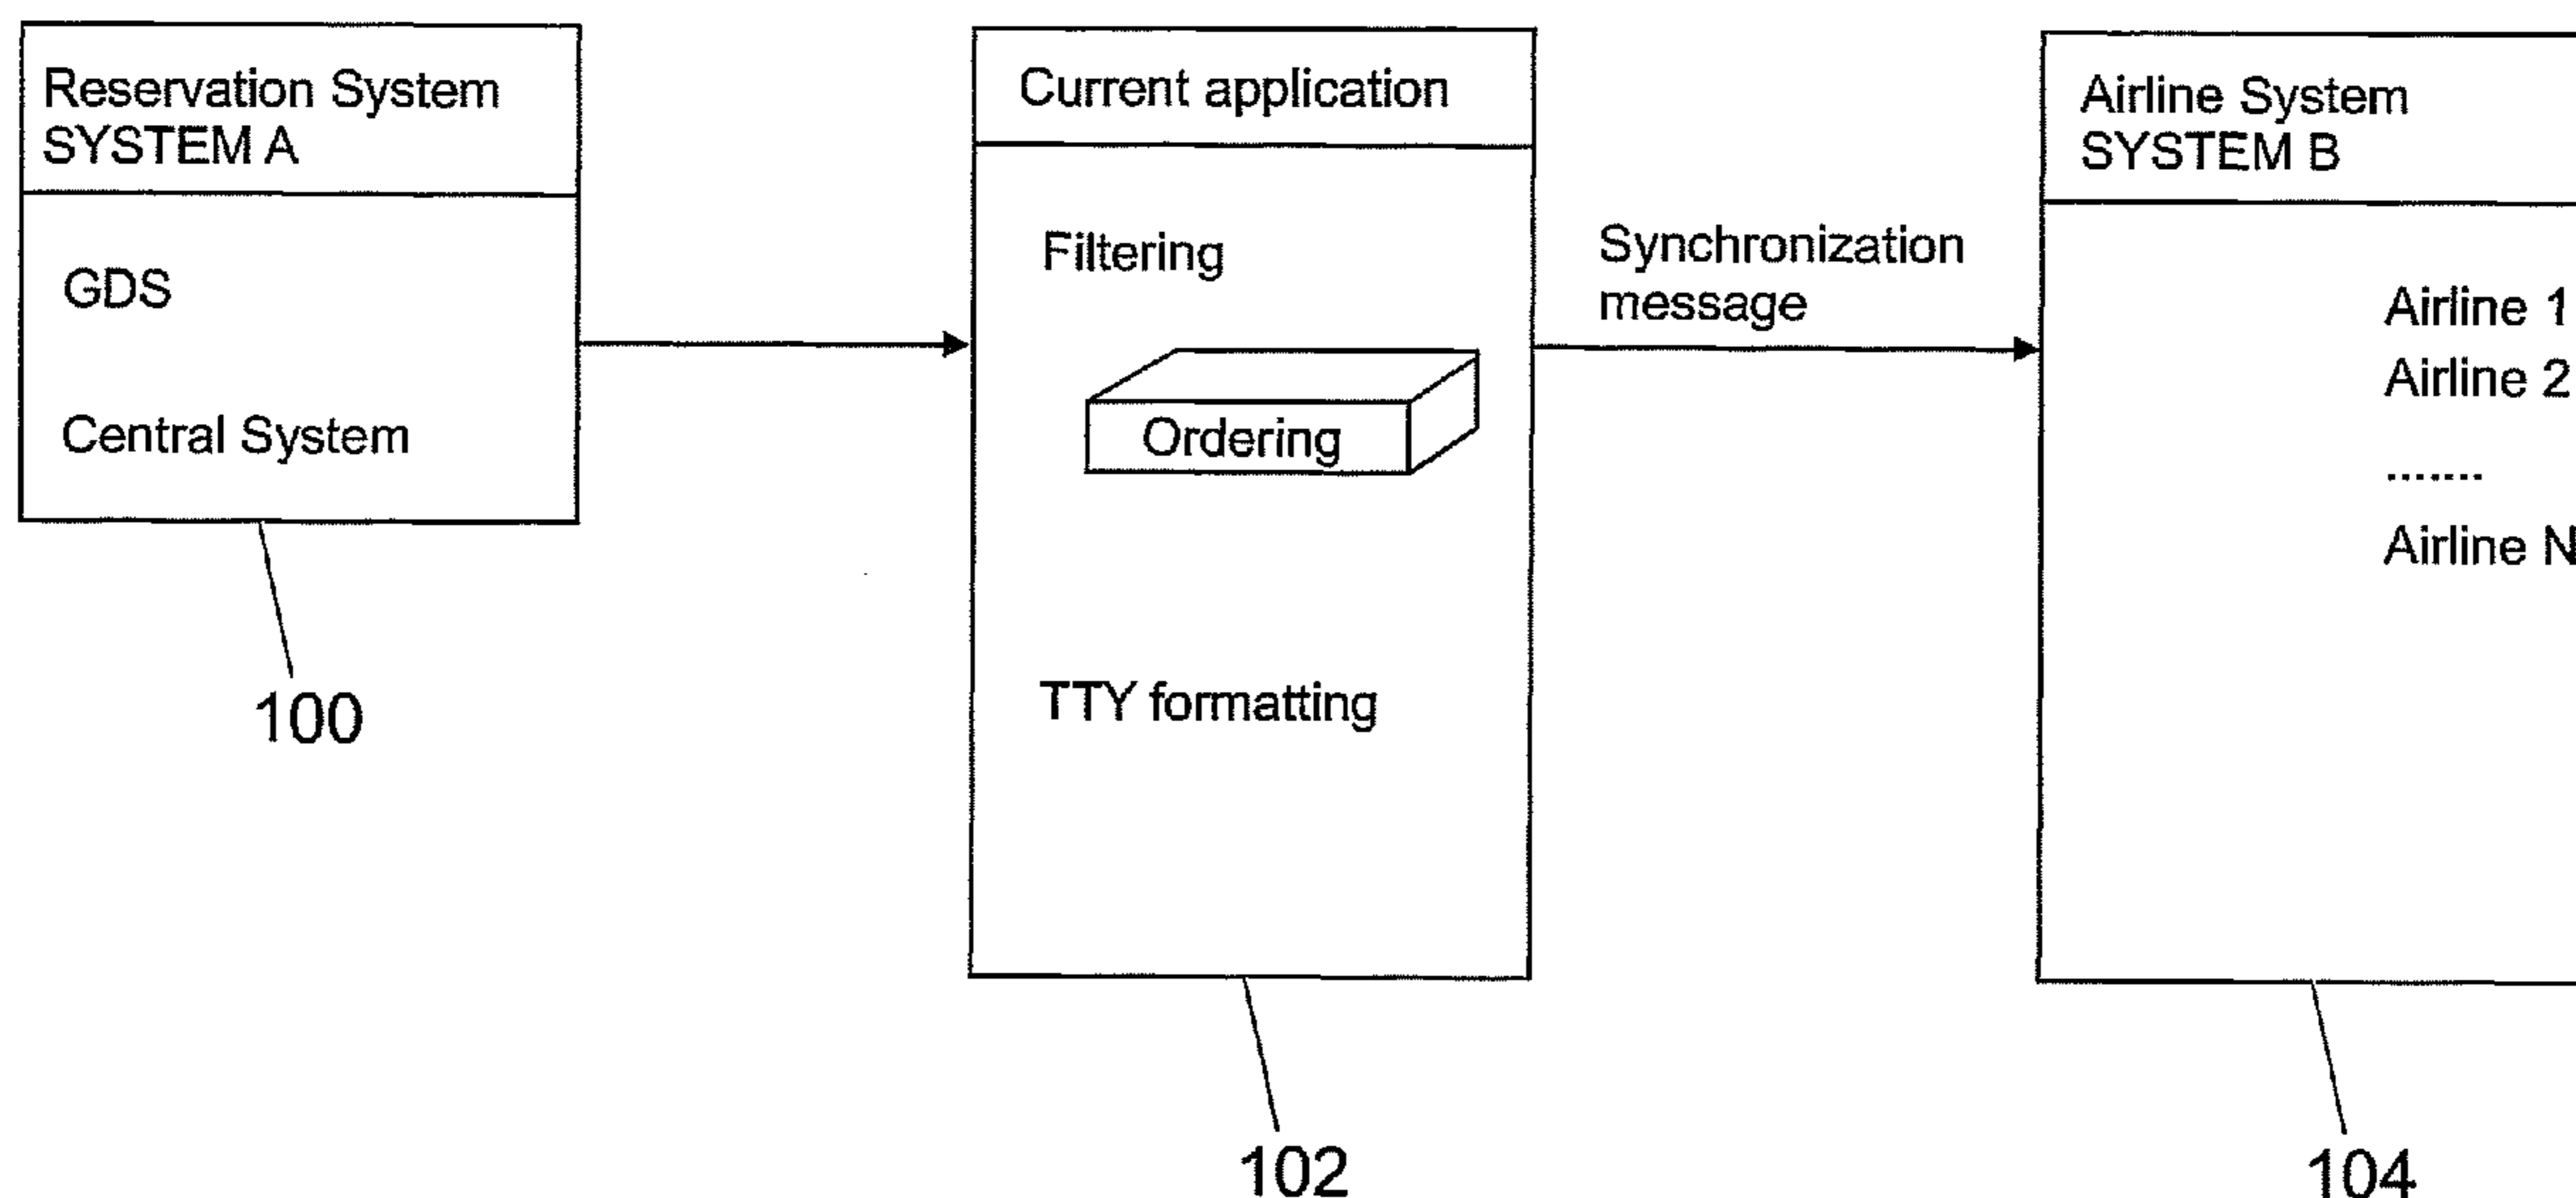 Reservation System
SYSTEM A
GDS
Central System
100
Current application
Filtering
Ordering
TTY formatting
102
Synchronization
message
Airline System
SYSTEM B
Airline 1
Airline 2
.......
Airline N
104